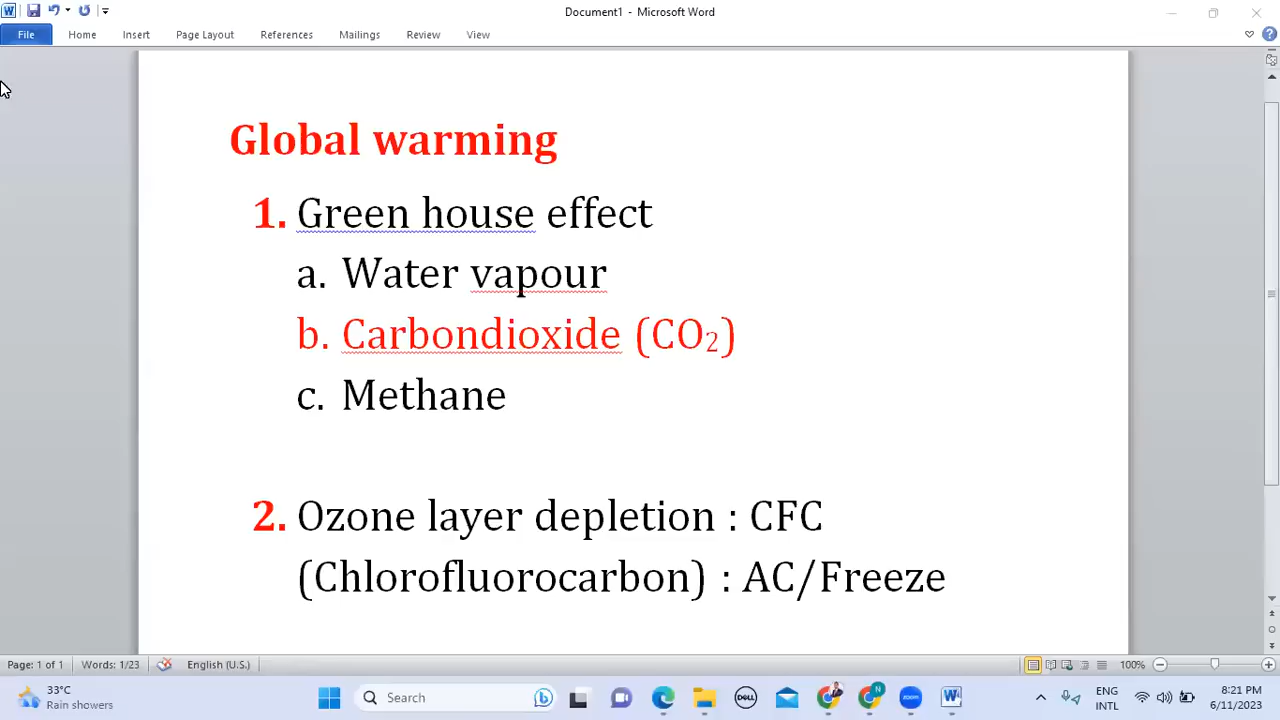 Document1 - Microsoft Word
File Home Insert Page Layout References Mailings Review View
Global warming
1. Green house effect
a. Water vapour
b. Carbondioxide (CO₂)
c. Methane
2. Ozone layer depletion : CFC
(Chlorofluorocarbon) : AC/Freeze
Page: 1 of 1 Words: 1/23 English (U.S.) 100%
33°C
Rain showers
Search
DELL
ENG
INTL
8:21 PM
6/11/2023